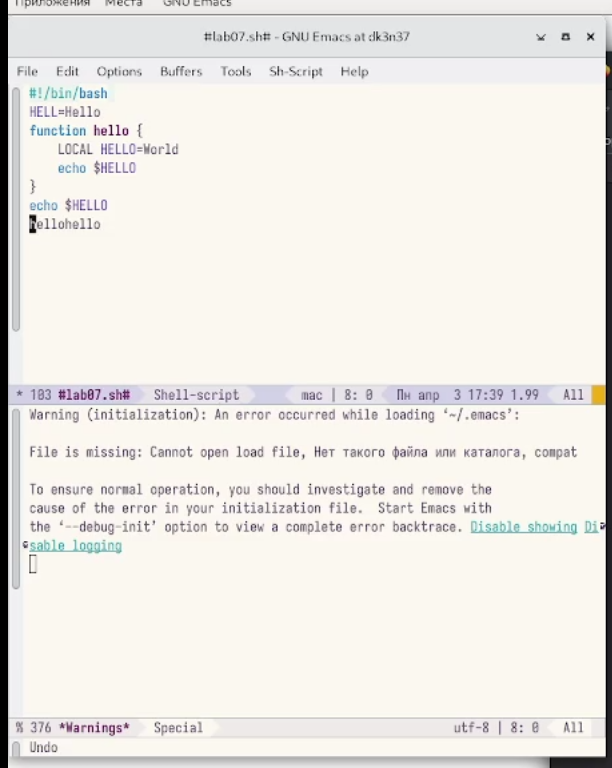 Приложения Места GNU Emacs
#lab07.sh# - GNU Emacs at dk3n37
File Edit Options Buffers Tools Sh-Script Help
#!/bin/bash
HELL=Hello
function hello {
    LOCAL HELLO=World
    echo $HELLO
}
echo $HELLO
hellohello
* 103 #lab07.sh# Shell-script mac | 8: 0 Пн апр 3 17:39 1.99 All
Warning (initialization): An error occurred while loading ‘~/.emacs’:
File is missing: Cannot open load file, Нет такого файла или каталога, compat
To ensure normal operation, you should investigate and remove the
cause of the error in your initialization file.  Start Emacs with
the ‘--debug-init’ option to view a complete error backtrace. Disable showing Di
sable logging
% 376 *Warnings* Special utf-8 | 8: 0 All
Undo